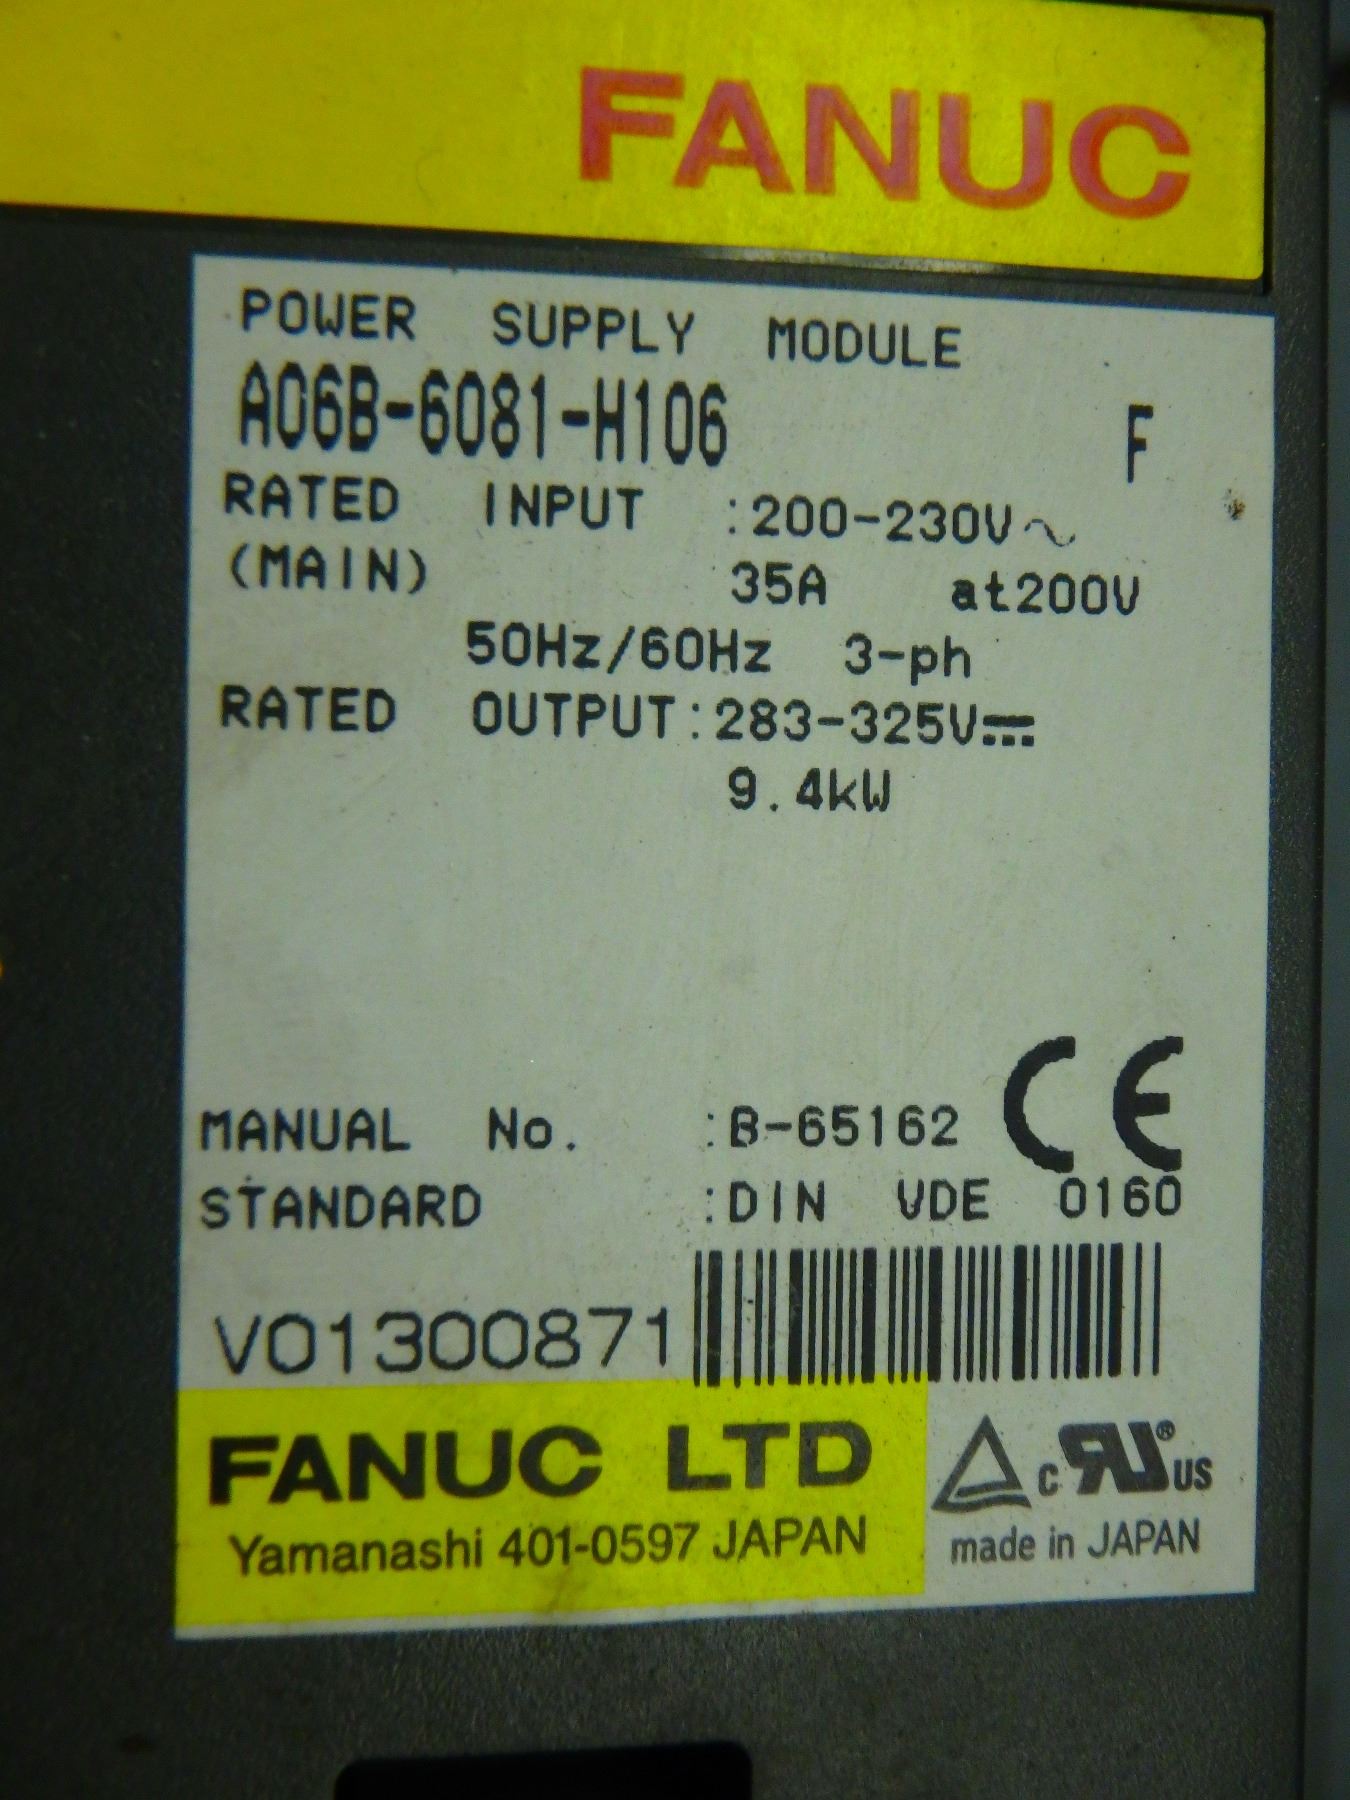 FANUC
POWER SUPPLY MODULE
A06B-6081-H106 F
RATED INPUT :200-230V~
(MAIN) 35A at200V
50Hz/60Hz 3-ph
RATED OUTPUT:283-325V⎓
9.4kW
MANUAL No. :B-65162 CE
STANDARD :DIN VDE 0160
V01300871
FANUC LTD
Yamanashi 401-0597 JAPAN
c UR® US
made in JAPAN